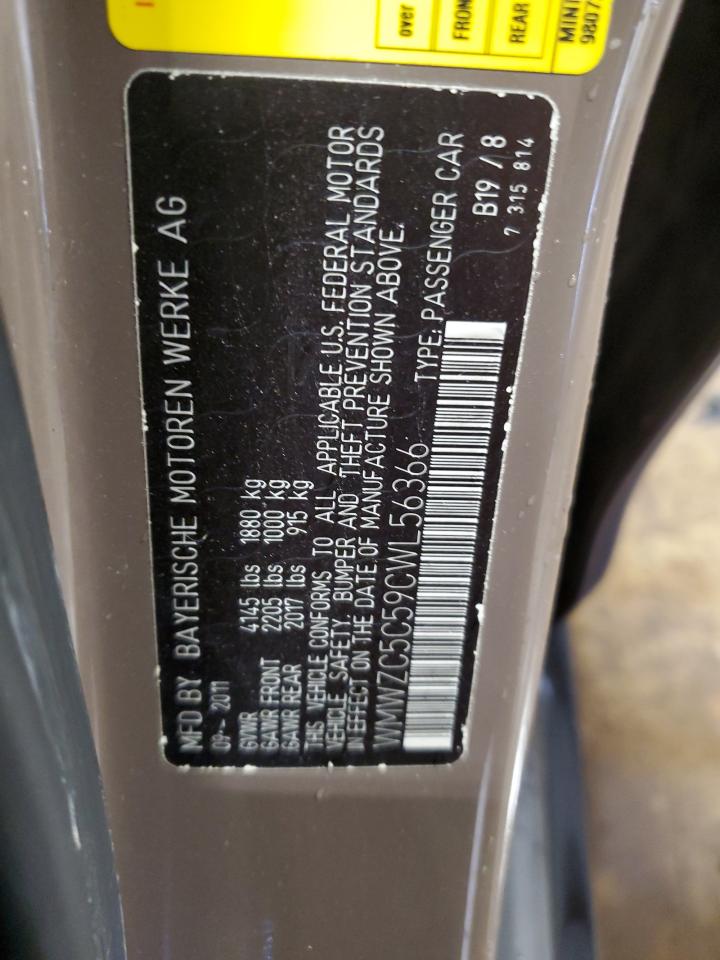 over
FRON
REAR
MINI
9807
MFD BY BAYERISCHE MOTOREN WERKE AG
09 - 2011
GVWR 4145 lbs 1880 kg
GAWR FRONT 2205 lbs 1000 kg
GAWR REAR 2017 lbs 915 kg
THIS VEHICLE CONFORMS TO ALL APPLICABLE U.S. FEDERAL MOTOR
VEHICLE SAFETY, BUMPER AND THEFT PREVENTION STANDARDS
IN EFFECT ON THE DATE OF MANUFACTURE SHOWN ABOVE.
WMWZC5C59CWL56366 TYPE: PASSENGER CAR
B19 / 8
7 315 814